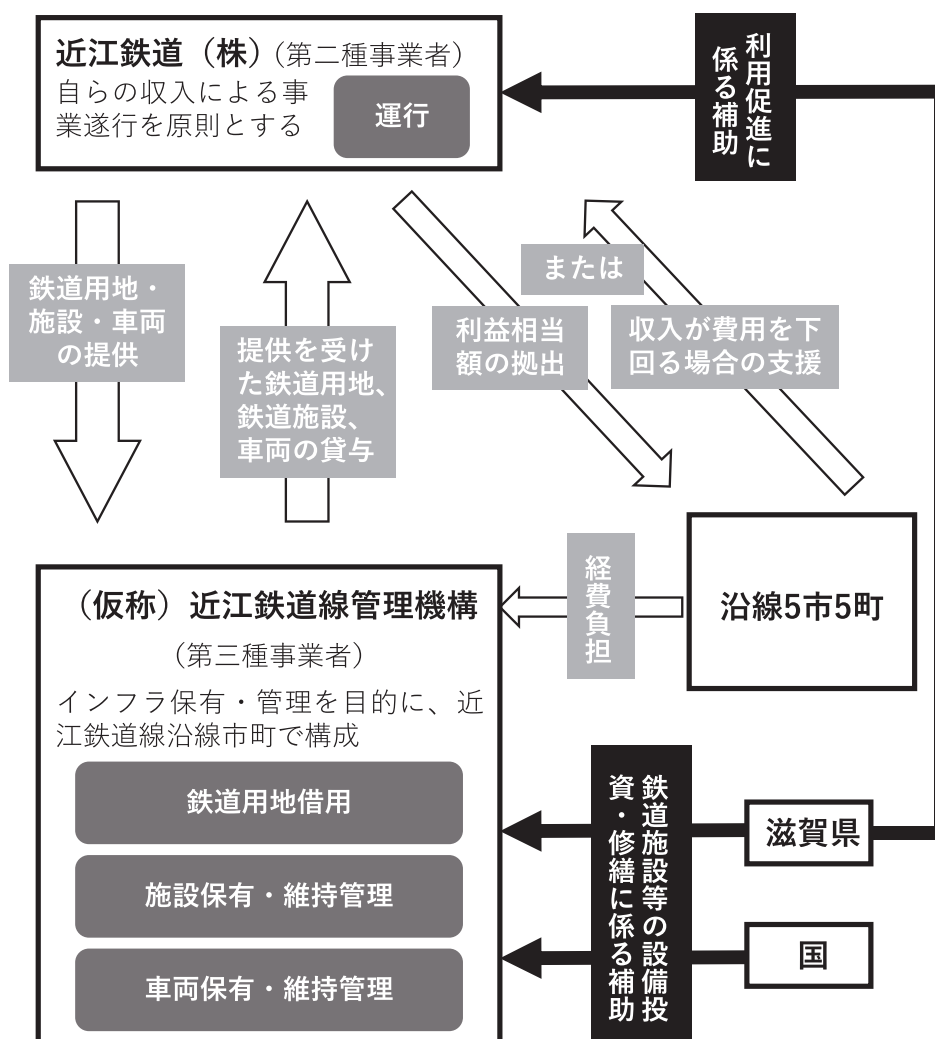 近江鉄道（株）（第二種事業者）
自らの収入による事
業遂行を原則とする
運行
利用促進に
係る補助
鉄道用地・
施設・車両
の提供
提供を受け
た鉄道用地、
鉄道施設、
車両の貸与
利益相当
額の拠出
または
収入が費用を下
回る場合の支援
（仮称）近江鉄道線管理機構
（第三種事業者）
インフラ保有・管理を目的に、近
江鉄道線沿線市町で構成
鉄道用地借用
施設保有・維持管理
車両保有・維持管理
経費負担
沿線5市5町
鉄道施設等の設備投
資・修繕に係る補助
滋賀県
国